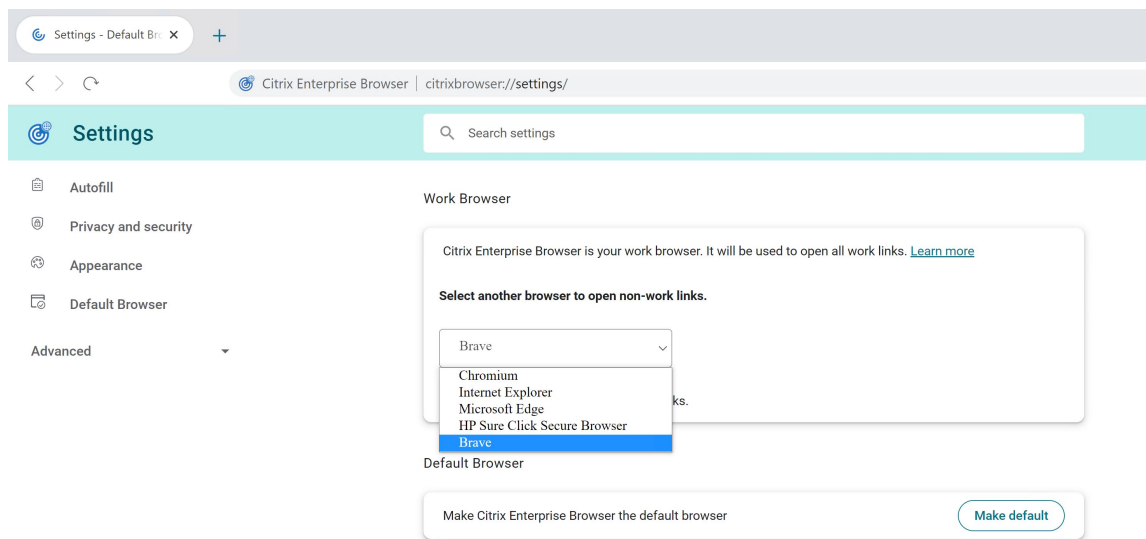 Settings - Default Bro
Citrix Enterprise Browser | citrixbrowser://settings/
Settings
Search settings
Autofill
Privacy and security
Appearance
Default Browser
Advanced
Work Browser
Citrix Enterprise Browser is your work browser. It will be used to open all work links. Learn more
Select another browser to open non-work links.
Brave
Chromium
Internet Explorer
Microsoft Edge
HP Sure Click Secure Browser
Brave
ks.
Default Browser
Make Citrix Enterprise Browser the default browser
Make default